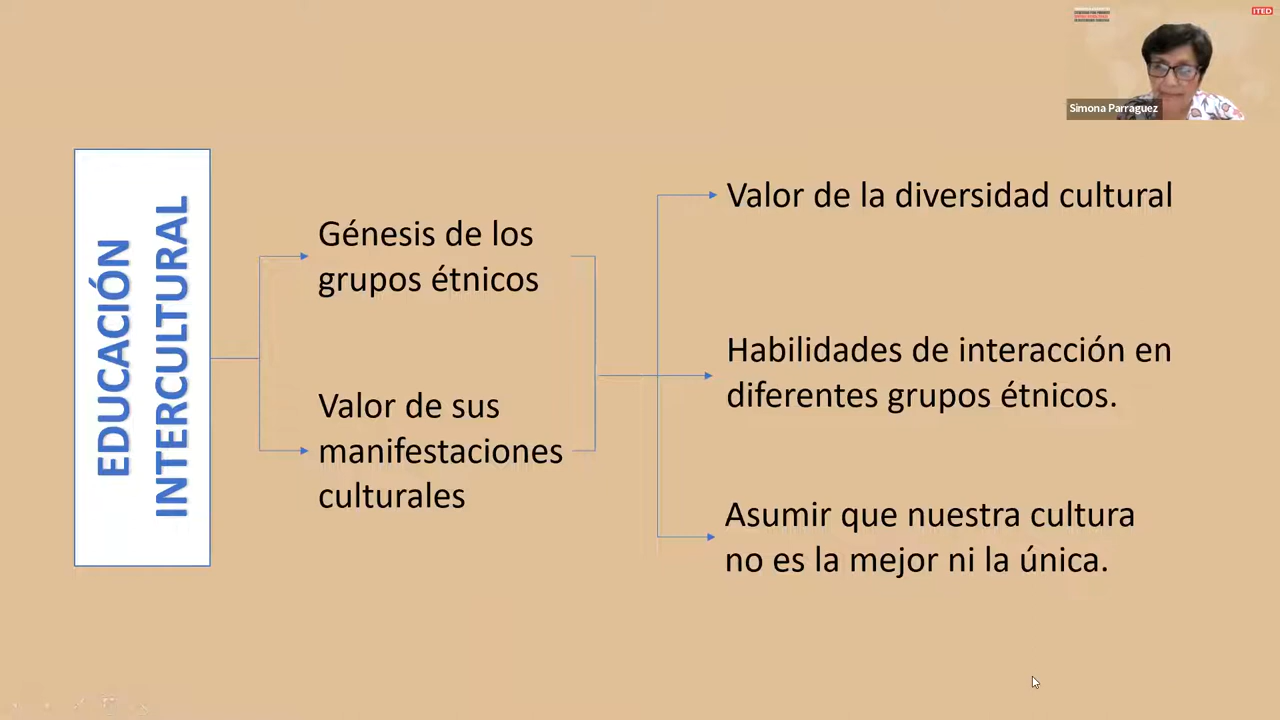 ITED
Simona Parraguez
EDUCACIÓN
INTERCULTURAL
Génesis de los
grupos étnicos
Valor de sus
manifestaciones
culturales
Valor de la diversidad cultural
Habilidades de interacción en
diferentes grupos étnicos.
Asumir que nuestra cultura
no es la mejor ni la única.